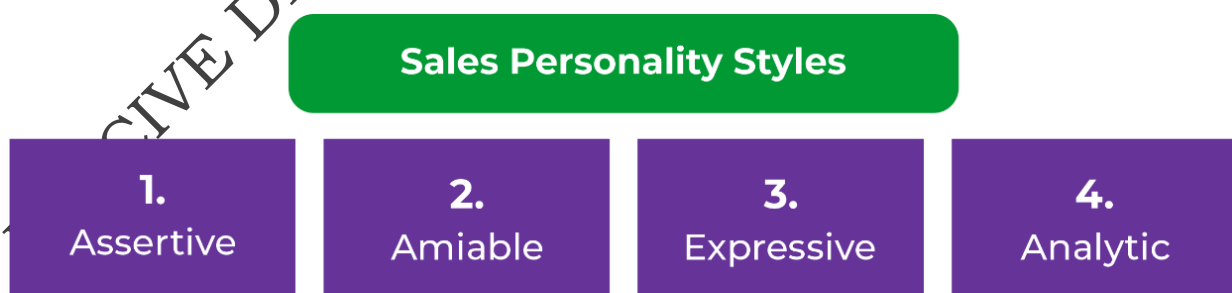 Sales Personality Styles
1.
Assertive
2.
Amiable
3.
Expressive
4.
Analytic